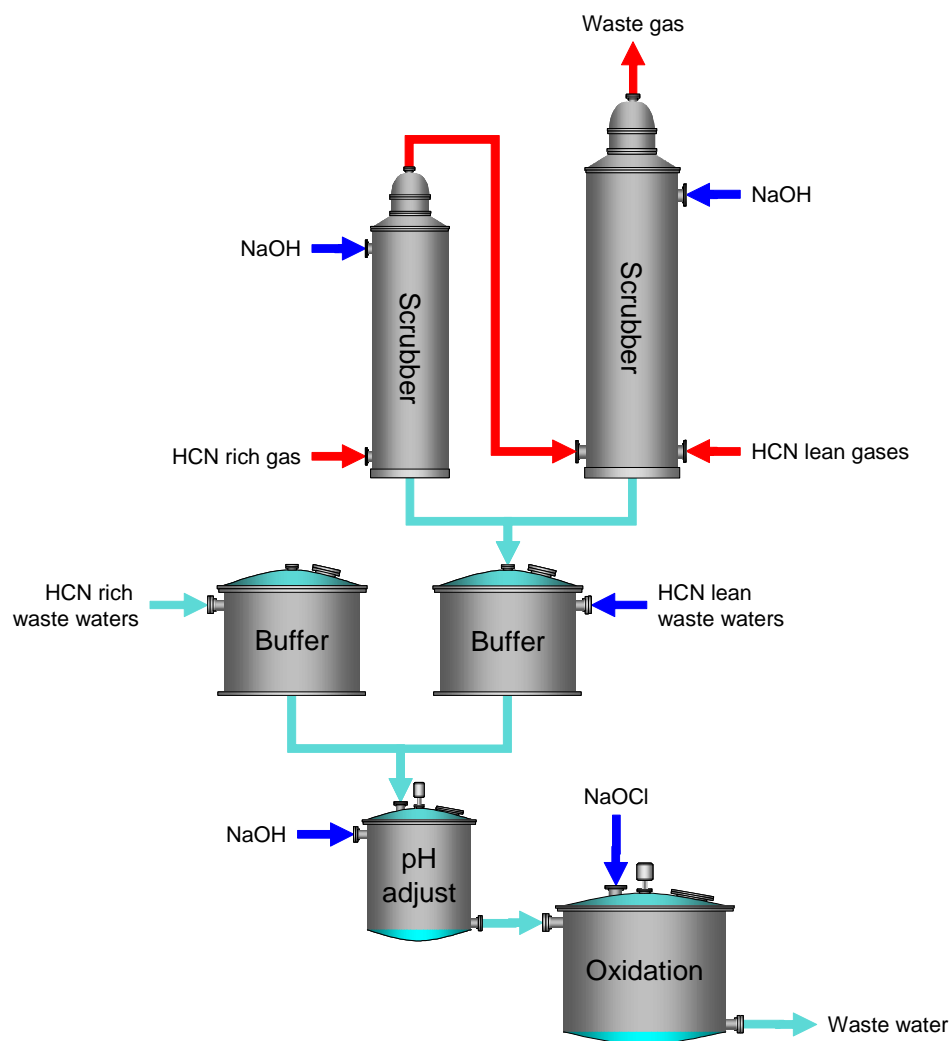 Waste gas
NaOH
NaOH
Scrubber
Scrubber
HCN rich gas
HCN lean gases
HCN rich
waste waters
Buffer
Buffer
HCN lean
waste waters
NaOCl
NaOH
pH
adjust
Oxidation
Waste water